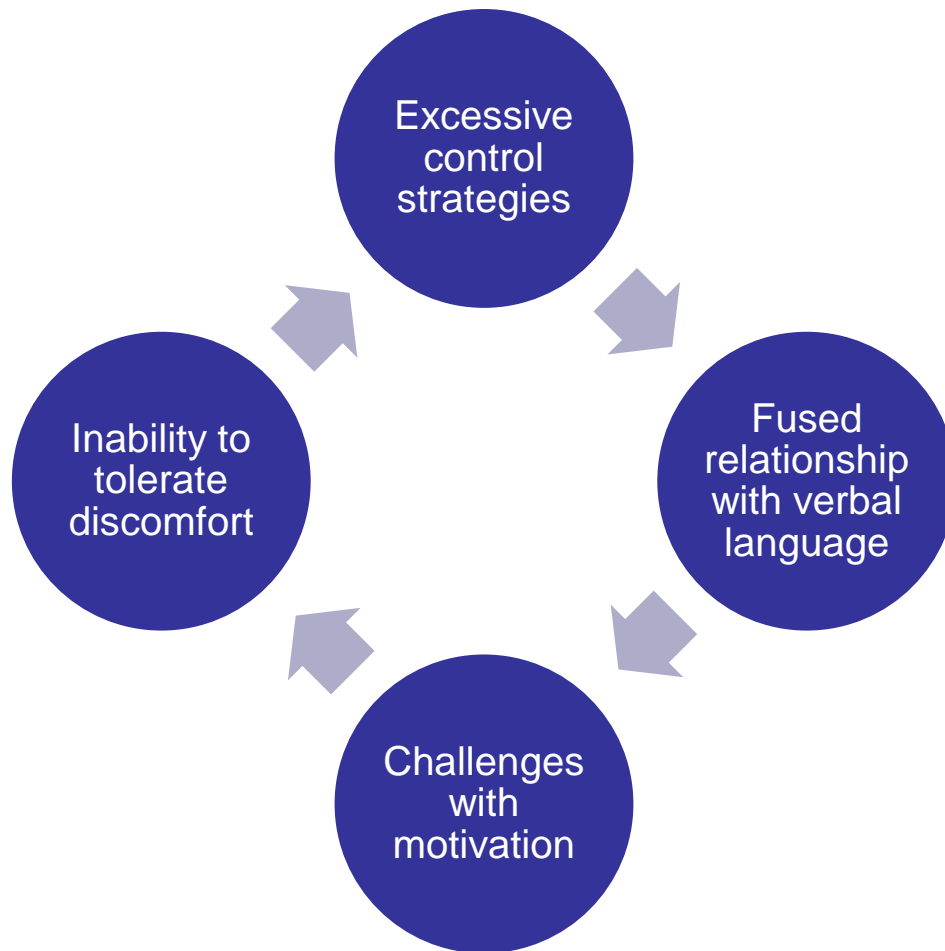 Excessive
control
strategies
Fused
relationship
with verbal
language
Challenges
with
motivation
Inability to
tolerate
discomfort